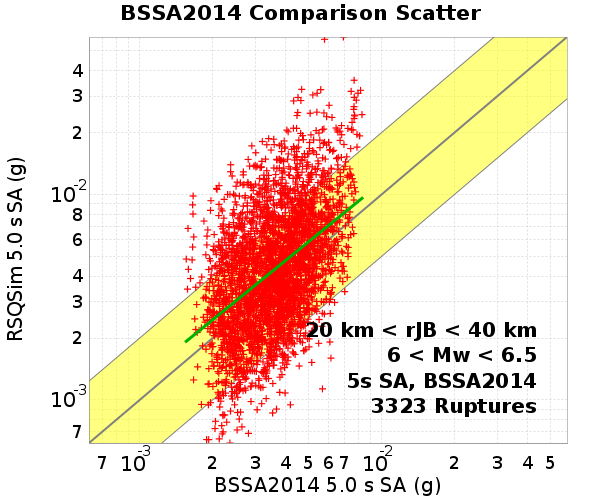 BSSA2014 Comparison Scatter
RSQSim 5.0 s SA (g)
4
3
2
10⁻²
8
6
4
3
2
10⁻³
7
20 km < rJB < 40 km
6 < Mw < 6.5
5s SA, BSSA2014
3323 Ruptures
7 10⁻³ 2 3 4 5 6 7 10⁻² 2 3 4 5
BSSA2014 5.0 s SA (g)